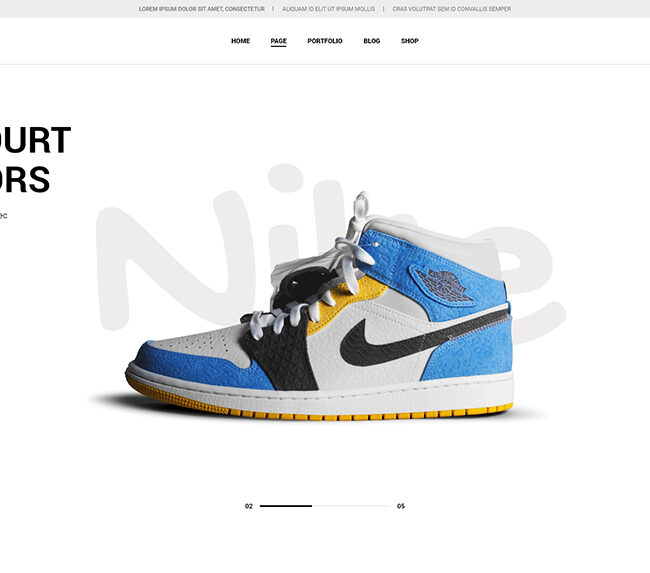 LOREM IPSUM DOLOR SIT AMET, CONSECTETUR | ALIQUAM ID ELIT UT IPSUM MOLLIS | CRAS VOLUTPAT SEM ID CONVALLIS SEMPER
HOME PAGE PORTFOLIO BLOG SHOP
OURT
ORS
ec
Nike
02 05